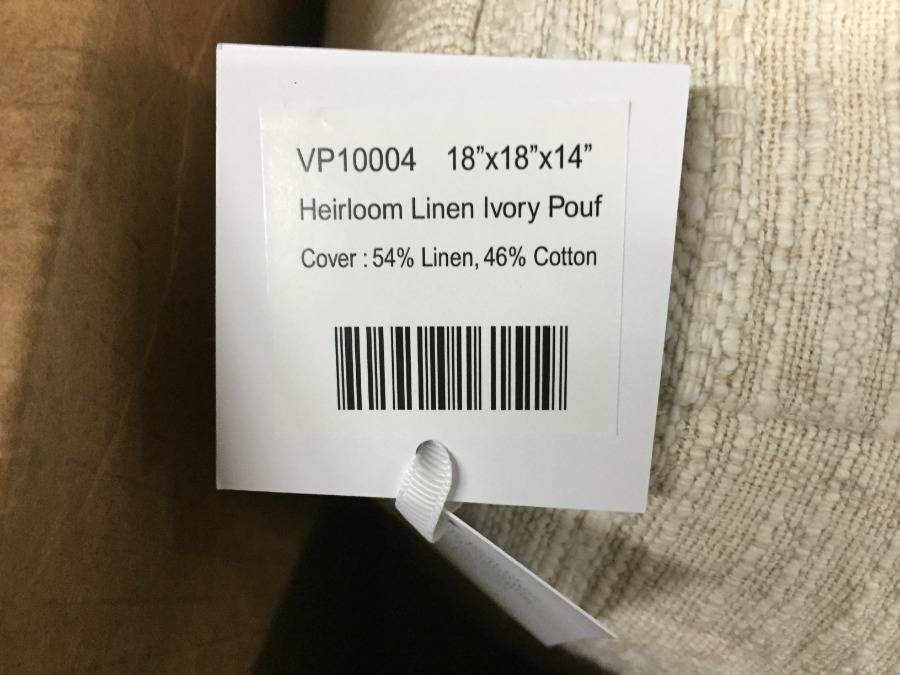 VP10004 18”x18”x14”
Heirloom Linen Ivory Pouf
Cover : 54% Linen, 46% Cotton